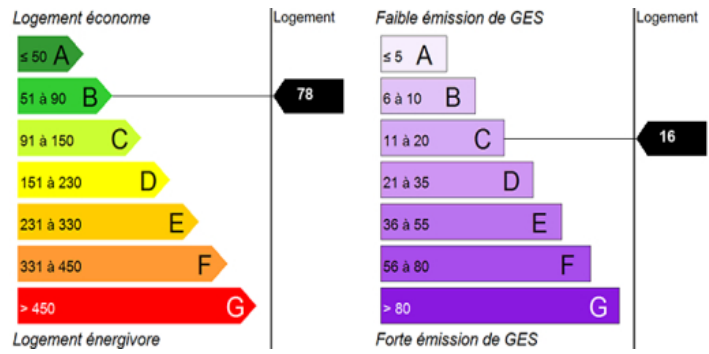 Logement économe
Logement
≤ 50 A
51 à 90 B
78
91 à 150 C
151 à 230 D
231 à 330 E
331 à 450 F
> 450 G
Logement énergivore
Faible émission de GES
Logement
≤ 5 A
6 à 10 B
11 à 20 C
16
21 à 35 D
36 à 55 E
56 à 80 F
> 80 G
Forte émission de GES